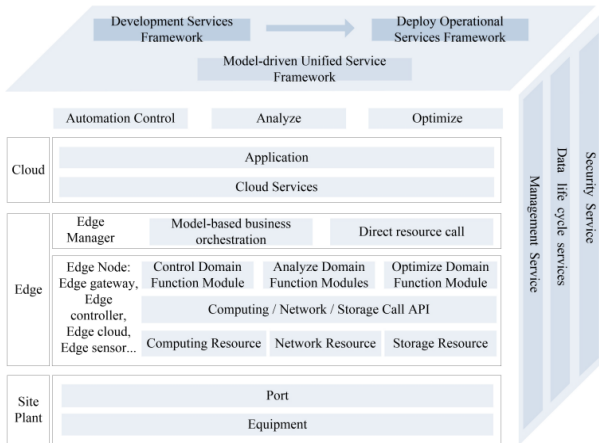 Development Services
Framework
Deploy Operational
Services Framework
Model-driven Unified Service
Framework
Automation Control
Analyze
Optimize
Cloud
Application
Cloud Services
Edge
Edge
Manager
Model-based business
orchestration
Direct resource call
Edge Node:
Edge gateway,
Edge
controller,
Edge cloud,
Edge sensor...
Control Domain
Function Module
Analyze Domain
Function Modules
Optimize Domain
Function Module
Computing / Network / Storage Call API
Computing Resource
Network Resource
Storage Resource
Site
Plant
Port
Equipment
Management Service
Data life cycle services
Security Service